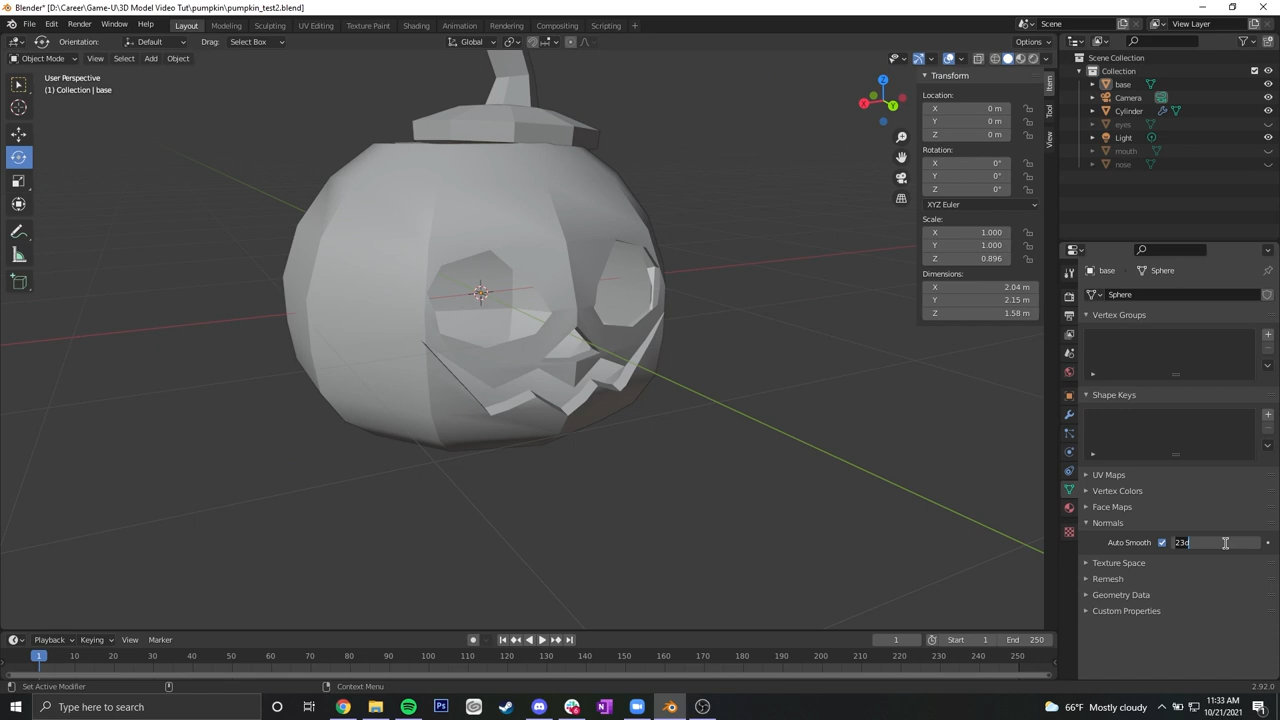 Blender* [D:\Career\Game-U\3D Model Video Tut\pumpkin\pumpkin_test2.blend]
File Edit Render Window Help Layout Modeling Sculpting UV Editing Texture Paint Shading Animation Rendering Compositing Scripting Scene View Layer
Orientation: Default Drag: Select Box Global Options
Object Mode View Select Add Object
User Perspective
(1) Collection | base
X Y Z
Transform
Location:
X 0 m
Y 0 m
Z 0 m
Rotation:
X 0°
Y 0°
Z 0°
XYZ Euler
Scale:
X 1.000
Y 1.000
Z 0.896
Dimensions:
X 2.04 m
Y 2.15 m
Z 1.58 m
Item
Tool
View
Scene Collection
Collection
base
Camera
Cylinder
eyes
Light
mouth
nose
base Sphere
Sphere
Vertex Groups
Shape Keys
UV Maps
Vertex Colors
Face Maps
Normals
Auto Smooth 23d
Texture Space
Remesh
Geometry Data
Custom Properties
Playback Keying View Marker 1 Start 1 End 250
1 10 20 30 40 50 60 70 80 90 100 110 120 130 140 150 160 170 180 190 200 210 220 230 240 250
Set Active Modifier Context Menu 2.92.0
Type here to search 66°F Mostly cloudy 11:33 AM
10/21/2021